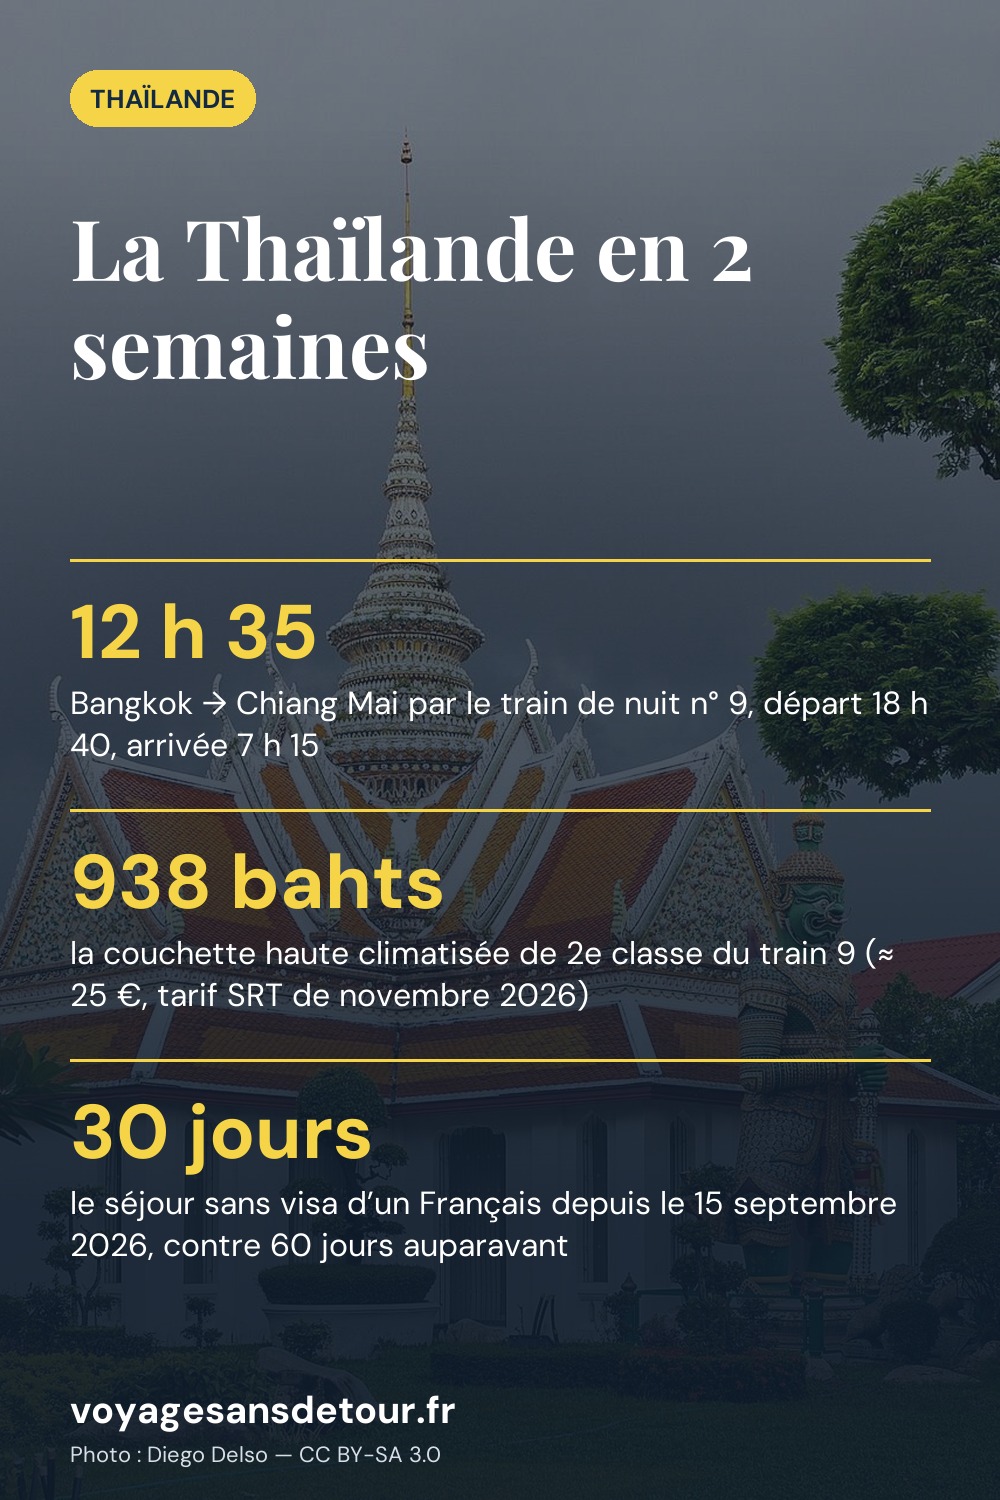 THAÏLANDE
La Thaïlande en 2
semaines
12 h 35
Bangkok → Chiang Mai par le train de nuit n° 9, départ 18 h
40, arrivée 7 h 15
938 bahts
la couchette haute climatisée de 2e classe du train 9 (≈
25 €, tarif SRT de novembre 2026)
30 jours
le séjour sans visa d’un Français depuis le 15 septembre
2026, contre 60 jours auparavant
voyagesansdetour.fr
Photo : Diego Delso — CC BY-SA 3.0